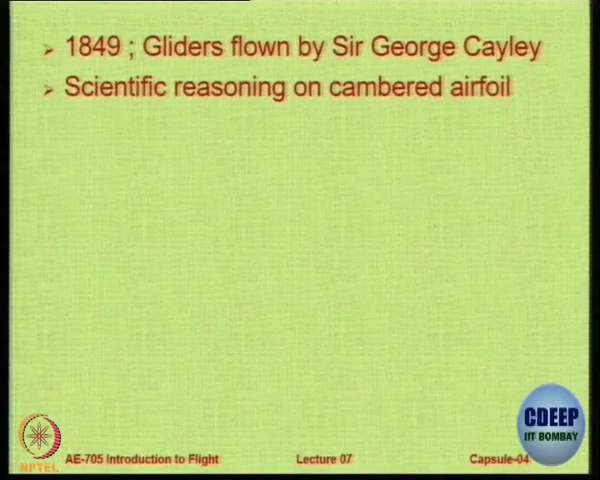 1849 ; Gliders flown by Sir George Cayley
Scientific reasoning on cambered airfoil
CDEEP
IIT BOMBAY
NPTEL
AE-705 Introduction to Flight
Lecture 07
Capsule-04